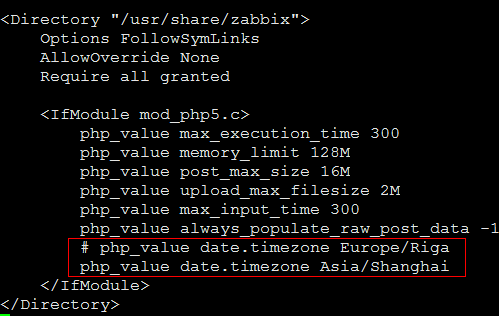 <Directory "/usr/share/zabbix">
    Options FollowSymLinks
    AllowOverride None
    Require all granted

    <IfModule mod_php5.c>
        php_value max_execution_time 300
        php_value memory_limit 128M
        php_value post_max_size 16M
        php_value upload_max_filesize 2M
        php_value max_input_time 300
        php_value always_populate_raw_post_data -1
        # php_value date.timezone Europe/Riga
        php_value date.timezone Asia/Shanghai
    </IfModule>
</Directory>